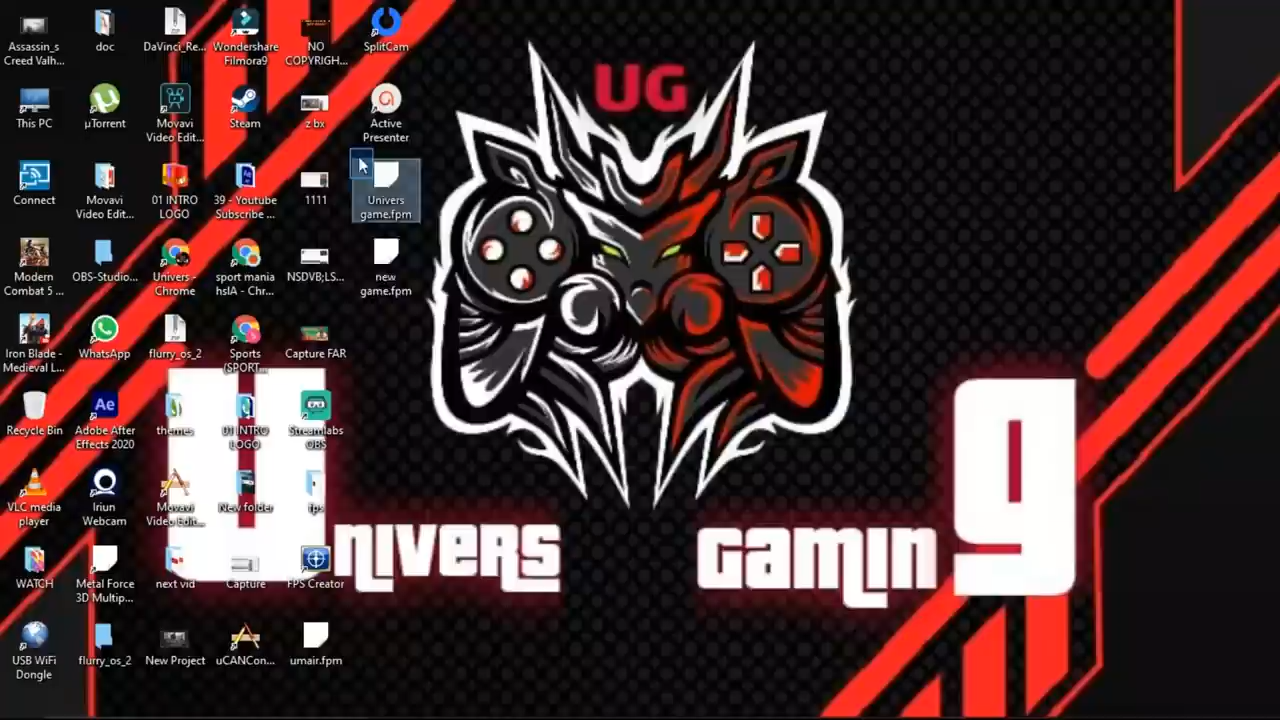 Assassin_s
Creed Valh...
doc
DaVinci_Re...
Wondershare
Filmora9
NO
COPYRIGH...
SplitCam
This PC
µTorrent
Movavi
Video Edit...
Steam
z bx
Active
Presenter
Connect
Movavi
Video Edit...
01 INTRO
LOGO
39 - Youtube
Subscribe ...
1111
Univers
game.fpm
Modern
Combat 5 ...
OBS-Studio...
Univers -
Chrome
sport mania
hsIA - Chr...
NSDVB;LS...
new
game.fpm
Iron Blade -
Medieval L...
WhatsApp
flurry_os_2
Sports
(SPORT...
Capture FAR
Recycle Bin
Adobe After
Effects 2020
themes
01 INTRO
LOGO
Streamlabs
OBS
VLC media
player
Iriun
Webcam
Movavi
Video Edit...
New folder
fps
WATCH
Metal Force
3D Multip...
next vid
Capture
FPS Creator
USB WiFi
Dongle
flurry_os_2
New Project
uCANCon...
umair.fpm
UG
UNIVERS GAMING